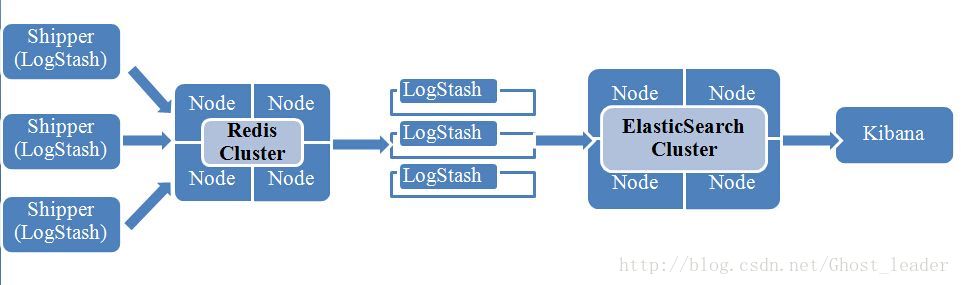 Shipper
(LogStash)
Shipper
(LogStash)
Shipper
(LogStash)
Node
Node
Redis
Cluster
Node
Node
LogStash
LogStash
LogStash
Node
Node
ElasticSearch
Cluster
Node
Node
Kibana
http://blog.csdn.net/Ghost_leader